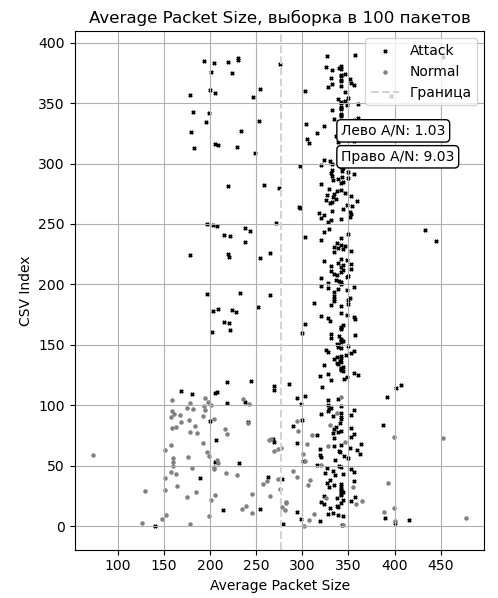 Average Packet Size, выборка в 100 пакетов
Attack
Normal
Граница
Лево A/N: 1.03
Право A/N: 9.03
400
350
300
250
200
150
100
50
0
CSV Index
100 150 200 250 300 350 400 450
Average Packet Size